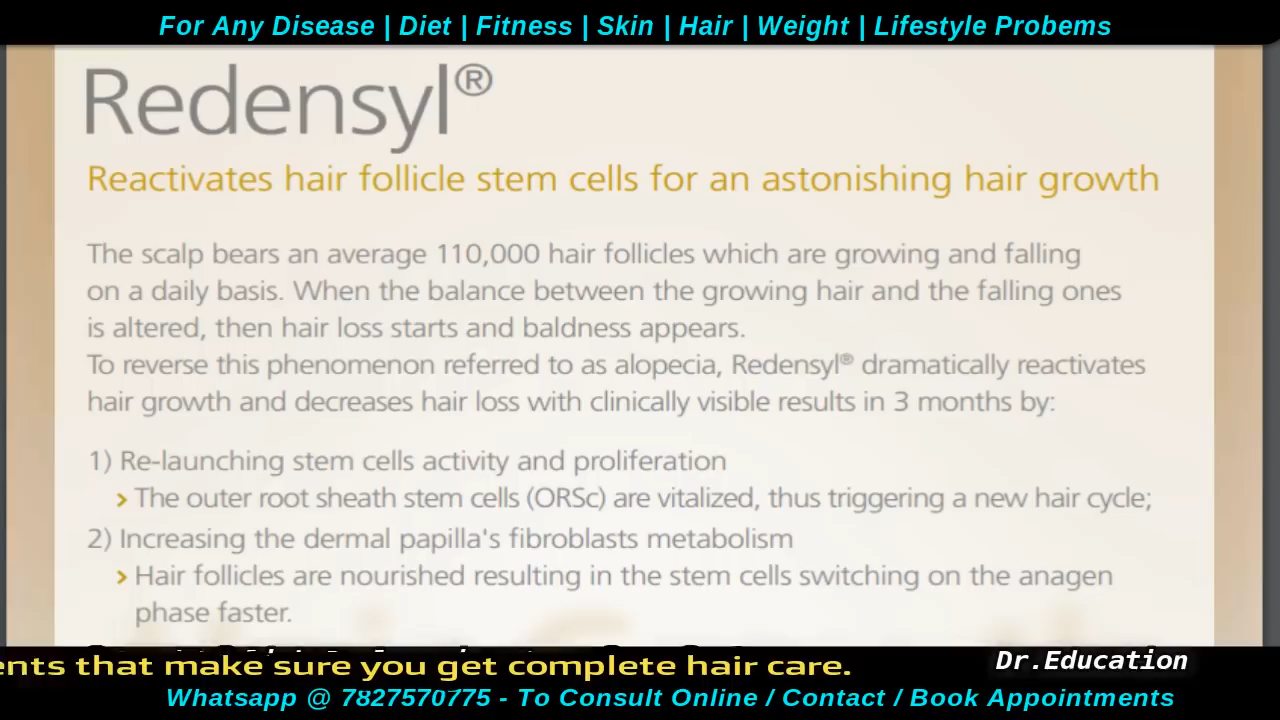 For Any Disease | Diet | Fitness | Skin | Hair | Weight | Lifestyle Probems
Redensyl®
Reactivates hair follicle stem cells for an astonishing hair growth
The scalp bears an average 110,000 hair follicles which are growing and falling
on a daily basis. When the balance between the growing hair and the falling ones
is altered, then hair loss starts and baldness appears.
To reverse this phenomenon referred to as alopecia, Redensyl® dramatically reactivates
hair growth and decreases hair loss with clinically visible results in 3 months by:
1) Re-launching stem cells activity and proliferation
> The outer root sheath stem cells (ORSc) are vitalized, thus triggering a new hair cycle;
2) Increasing the dermal papilla's fibroblasts metabolism
> Hair follicles are nourished resulting in the stem cells switching on the anagen
phase faster.
that make sure you get complete hair care.
Dr.Education
Whatsapp @ 7827570775 - To Consult Online / Contact / Book Appointments